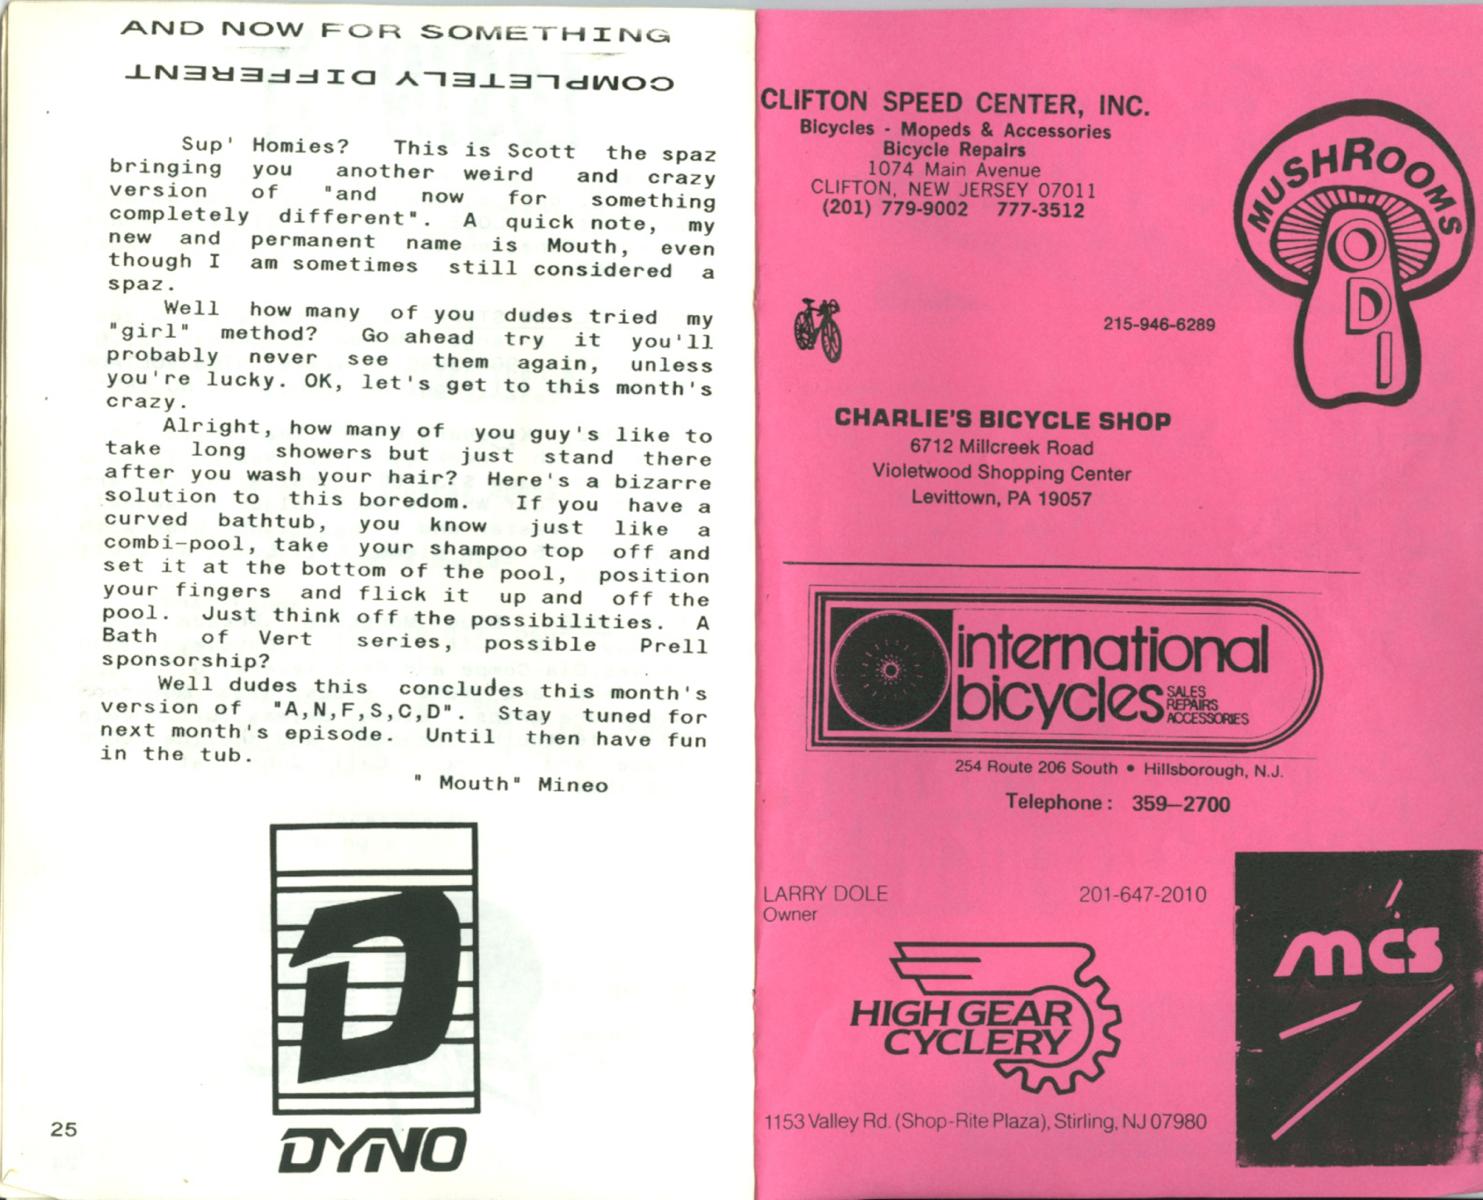 AND NOW FOR SOMETHING
COMPLETELY DIFFERENT
Sup' Homies? This is Scott the spaz
bringing you another weird and crazy
version of "and now for something
completely different". A quick note, my
new and permanent name is Mouth, even
though I am sometimes still considered a
spaz.
Well how many of you dudes tried my
"girl" method? Go ahead try it you'll
probably never see them again, unless
you're lucky. OK, let's get to this month's
crazy.
Alright, how many of you guy's like to
take long showers but just stand there
after you wash your hair? Here's a bizarre
solution to this boredom. If you have a
curved bathtub, you know just like a
combi-pool, take your shampoo top off and
set it at the bottom of the pool, position
your fingers and flick it up and off the
pool. Just think off the possibilities. A
Bath of Vert series, possible Prell
sponsorship?
Well dudes this concludes this month's
version of "A,N,F,S,C,D". Stay tuned for
next month's episode. Until then have fun
in the tub.
" Mouth" Mineo
D
DYNO
25
CLIFTON SPEED CENTER, INC.
Bicycles - Mopeds & Accessories
Bicycle Repairs
1074 Main Avenue
CLIFTON, NEW JERSEY 07011
(201) 779-9002 777-3512
MUSHROOMS
ODI
215-946-6289
CHARLIE'S BICYCLE SHOP
6712 Millcreek Road
Violetwood Shopping Center
Levittown, PA 19057
international
bicycles
SALES
REPAIRS
ACCESSORIES
254 Route 206 South • Hillsborough, N.J.
Telephone: 359-2700
LARRY DOLE 201-647-2010
Owner
HIGH GEAR
CYCLERY
mcs
1153 Valley Rd. (Shop-Rite Plaza), Stirling, NJ 07980